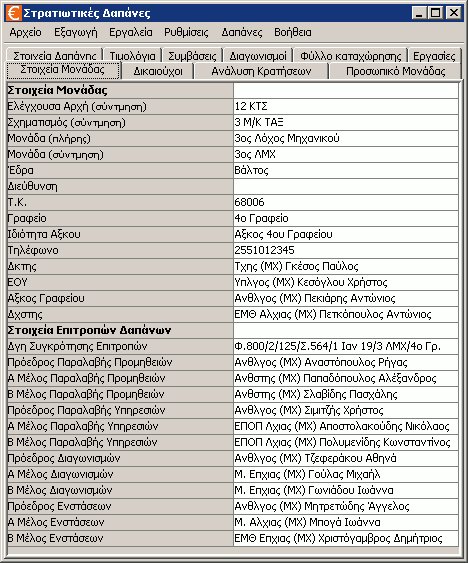 Στρατιωτικές Δαπάνες
Αρχείο Εξαγωγή Εργαλεία Ρυθμίσεις Δαπάνες Βοήθεια
Στοιχεία Δαπάνης Τιμολόγια Συμβάσεις Διαγωνισμοί Φύλλο καταχώρησης Εργασίες
Στοιχεία Μονάδας Δικαιούχοι Ανάλυση Κρατήσεων Προσωπικό Μονάδας
Στοιχεία Μονάδας
Ελέγχουσα Αρχή (σύντμηση) 12 ΚΤΣ
Σχηματισμός (σύντμηση) 3 Μ/Κ ΤΑΞ
Μονάδα (πλήρης) 3ος Λόχος Μηχανικού
Μονάδα (σύντμηση) 3ος ΛΜΧ
Έδρα Βάλτος
Διεύθυνση
Τ.Κ. 68006
Γραφείο 4ο Γραφείο
Ιδιότητα Αξκου Αξκος 4ου Γραφείου
Τηλέφωνο 2551012345
Δκτης Τχης (ΜΧ) Γκέσος Παύλος
ΕΟΥ Υπλγος (ΜΧ) Κεσόγλου Χρήστος
Αξκος Γραφείου Ανθλγος (ΜΧ) Πεκιάρης Αντώνιος
Δχστης ΕΜΘ Αλχιας (ΜΧ) Πετκόπουλος Αντώνιος
Στοιχεία Επιτροπών Δαπάνων
Δγη Συγκρότησης Επιτροπών Φ.800/2/125/Σ.564/1 Ιαν 19/3 ΛΜΧ/4ο Γρ.
Πρόεδρος Παραλαβής Προμηθειών Ανθλγος (ΜΧ) Αναστόπουλος Ρήγας
Α Μέλος Παραλαβής Προμηθειών Ανθστης (ΜΧ) Παπαδόπουλος Αλέξανδρος
Β Μέλος Παραλαβής Προμηθειών Ανθστης (ΜΧ) Σλαβίδης Πασχάλης
Πρόεδρος Παραλαβής Υπηρεσιών Ανθλγος (ΜΧ) Σιμιτζής Χρήστος
Α Μέλος Παραλαβής Υπηρεσιών ΕΠΟΠ Λχιας (ΜΧ) Αποστολακούδης Νικόλαος
Β Μέλος Παραλαβής Υπηρεσιών ΕΠΟΠ Λχιας (ΜΧ) Πολυμενίδης Κωνσταντίνος
Πρόεδρος Διαγωνισμών Ανθλγος (ΜΧ) Τζεφεράκου Αθηνά
Α Μέλος Διαγωνισμών Μ. Επχιας (ΜΧ) Γούλας Μιχαήλ
Β Μέλος Διαγωνισμών Μ. Επχιας (ΜΧ) Γωνιάδου Ιωάννα
Πρόεδρος Ενστάσεων Ανθλγος (ΜΧ) Μητρετώδης Άγγελος
Α Μέλος Ενστάσεων Μ. Αλχιας (ΜΧ) Μπογά Ιωάννα
Β Μέλος Ενστάσεων ΕΜΘ Επχιας (ΜΧ) Χριστόγαμβρος Δημήτριος